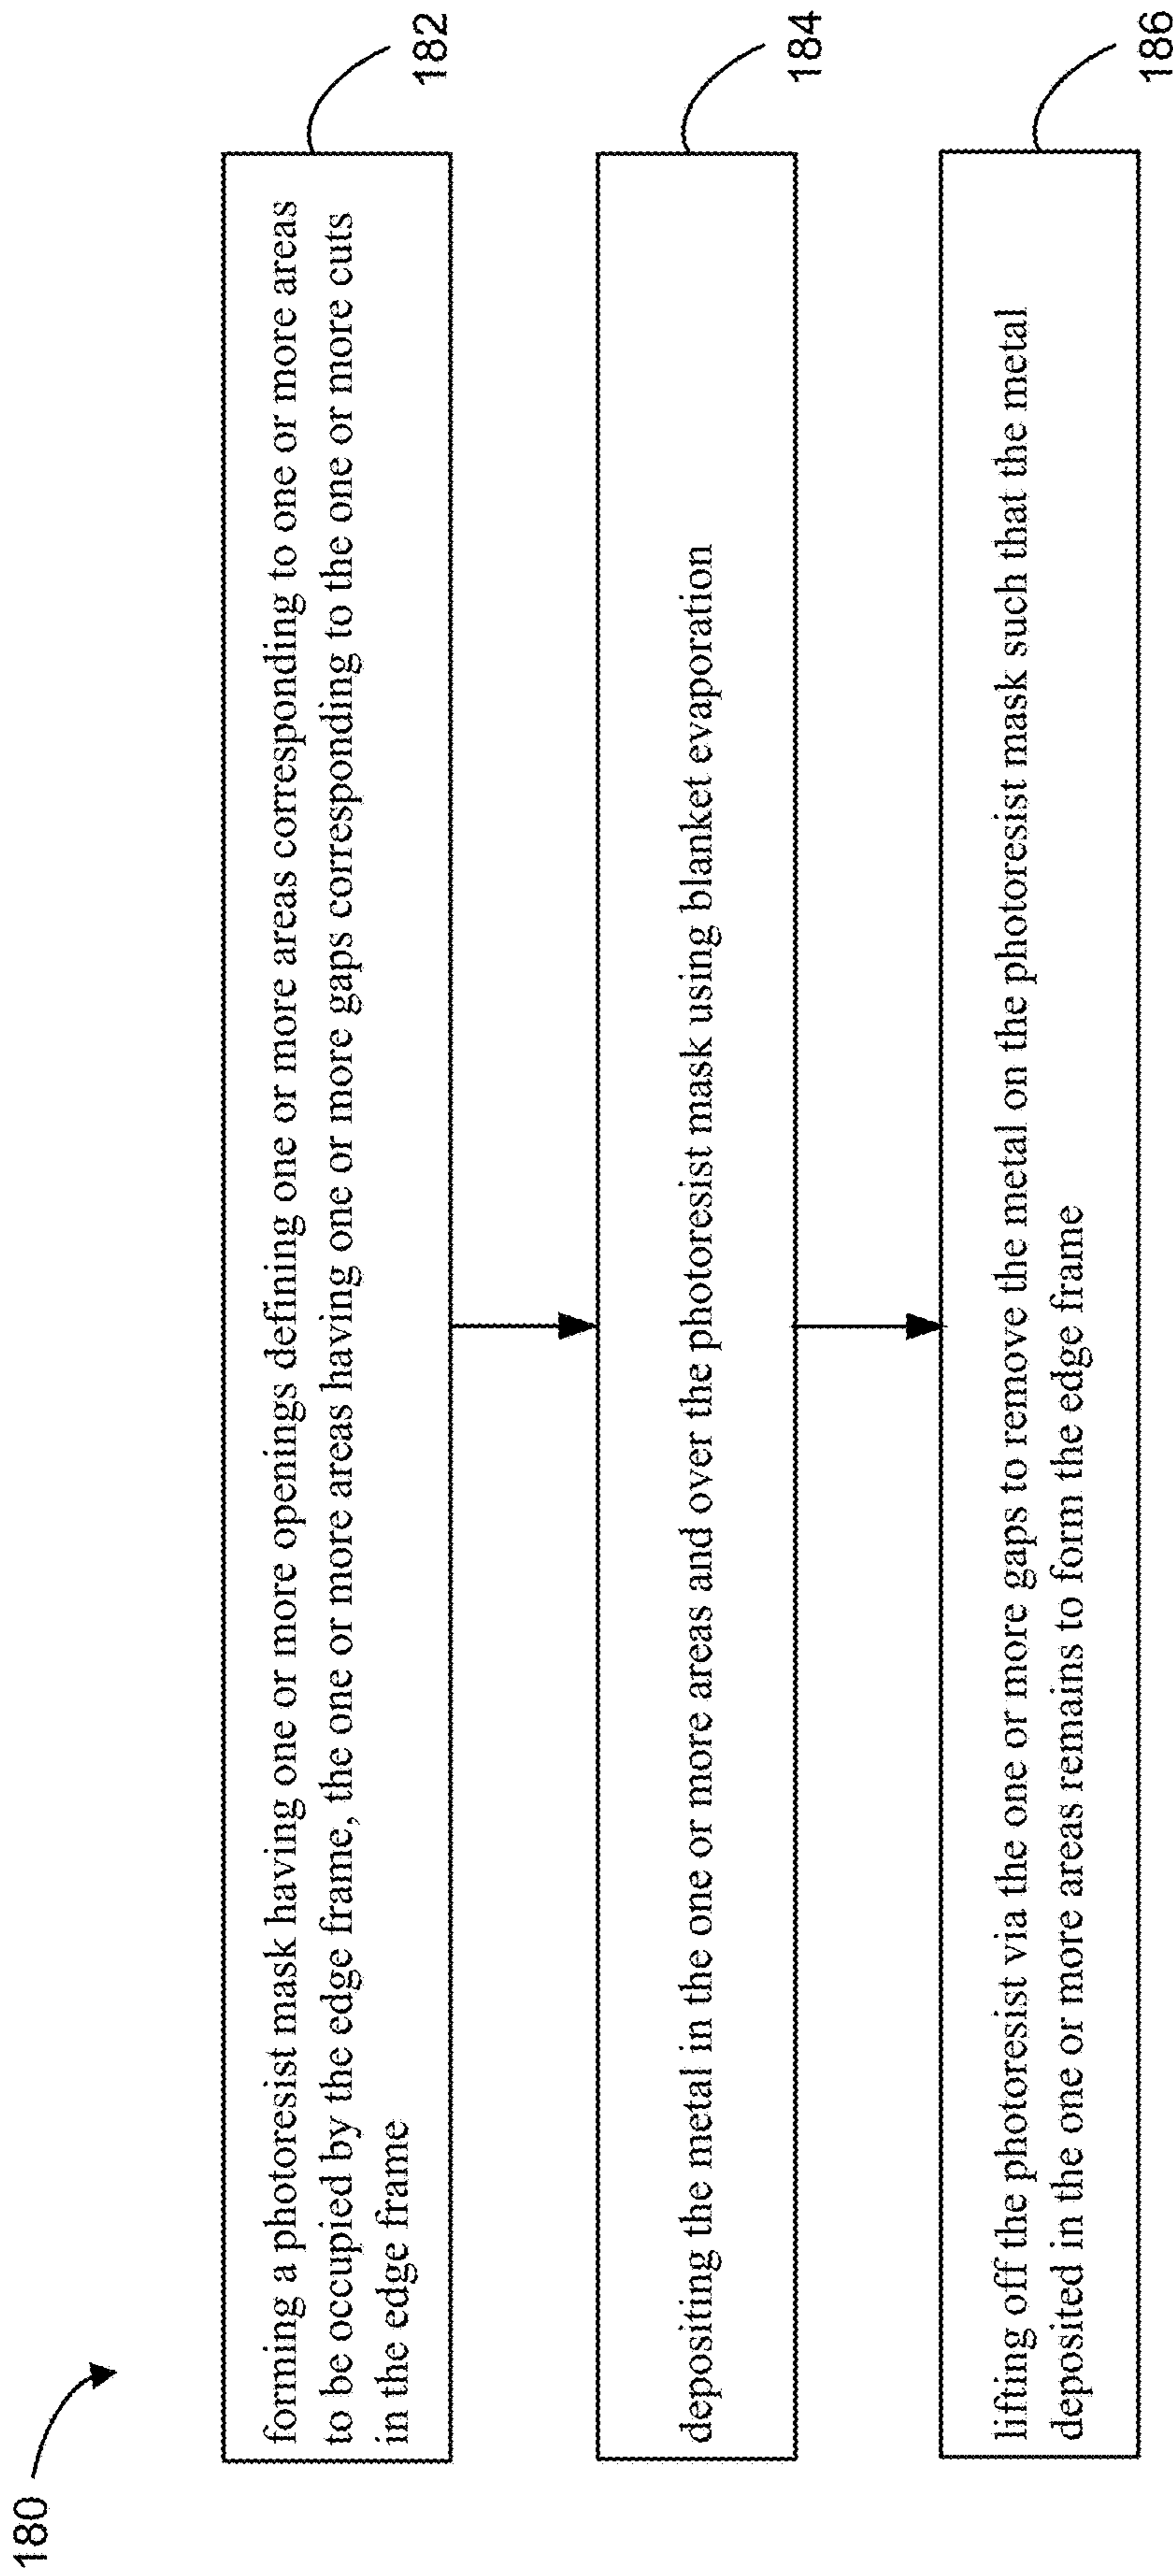 180
forming a photoresist mask having one or more openings defining one or more areas corresponding to one or more areas
to be occupied by the edge frame, the one or more areas having one or more gaps corresponding to the one or more cuts
in the edge frame
182
depositing the metal in the one or more areas and over the photoresist mask using blanket evaporation
184
lifting off the photoresist via the one or more gaps to remove the metal on the photoresist mask such that the metal
deposited in the one or more areas remains to form the edge frame
186